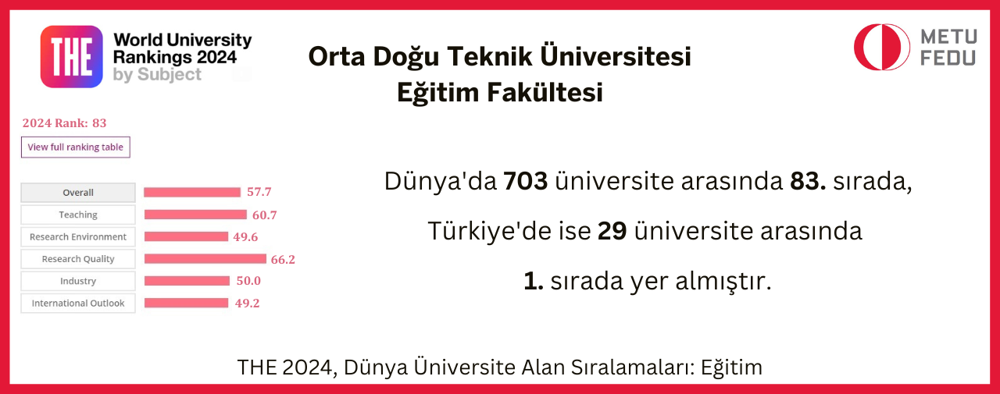 THE
World University
Rankings 2024
by Subject
Orta Doğu Teknik Üniversitesi
Eğitim Fakültesi
METU
FEDU
2024 Rank: 83
View full ranking table
Overall 57.7
Teaching 60.7
Research Environment 49.6
Research Quality 66.2
Industry 50.0
International Outlook 49.2
Dünya'da 703 üniversite arasında 83. sırada,
Türkiye'de ise 29 üniversite arasında
1. sırada yer almıştır.
THE 2024, Dünya Üniversite Alan Sıralamaları: Eğitim